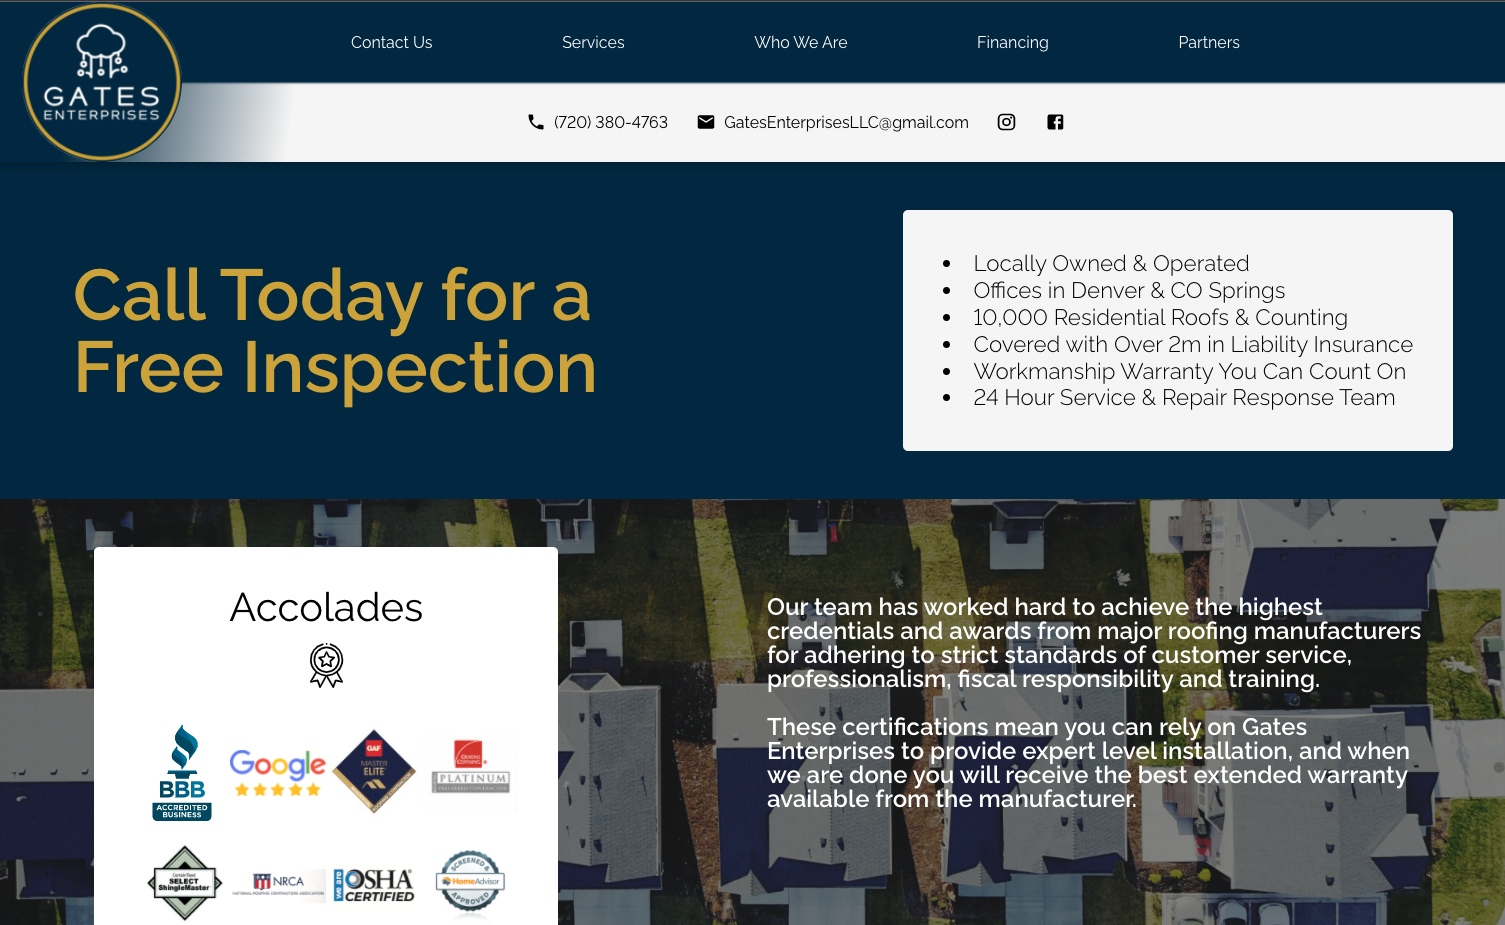 GATES
ENTERPRISES
Contact Us
Services
Who We Are
Financing
Partners
(720) 380-4763
GatesEnterprisesLLC@gmail.com
Call Today for a
Free Inspection
Locally Owned & Operated
Offices in Denver & CO Springs
10,000 Residential Roofs & Counting
Covered with Over 2m in Liability Insurance
Workmanship Warranty You Can Count On
24 Hour Service & Repair Response Team
Accolades
Our team has worked hard to achieve the highest
credentials and awards from major roofing manufacturers
for adhering to strict standards of customer service,
professionalism, fiscal responsibility and training.
These certifications mean you can rely on Gates
Enterprises to provide expert level installation, and when
we are done you will receive the best extended warranty
available from the manufacturer.
BBB
ACCREDITED
BUSINESS
Google
GAF
MASTER
ELITE
OWENS
CORNING
PLATINUM
PREFERRED CONTRACTOR
CertainTeed
SELECT
ShingleMaster
NRCA
NATIONAL ROOFING CONTRACTORS ASSOCIATION
we are
OSHA
CERTIFIED
SCREENED &
HomeAdvisor
APPROVED